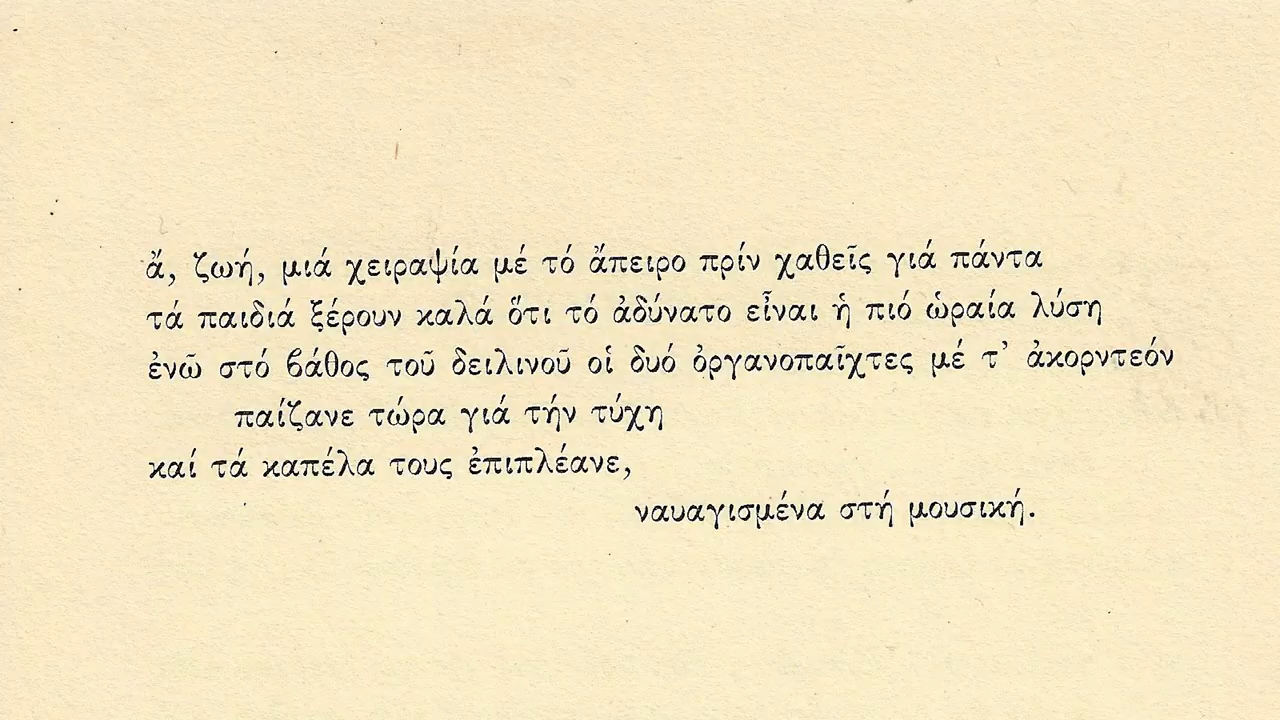 ἄ, ζωή, μιά χειραψία μέ τό ἄπειρο πρίν χαθεῖς γιά πάντα
τά παιδιά ξέρουν καλά ὅτι τό ἀδύνατο εἶναι ἡ πιό ὡραία λύση
ἐνῶ στό βάθος τοῦ δειλινοῦ οἱ δυό ὀργανοπαῖχτες μέ τ' ἀκορντεόν
παίζανε τώρα γιά τήν τύχη
καί τά καπέλα τους ἐπιπλέανε,
ναυαγισμένα στή μουσική.